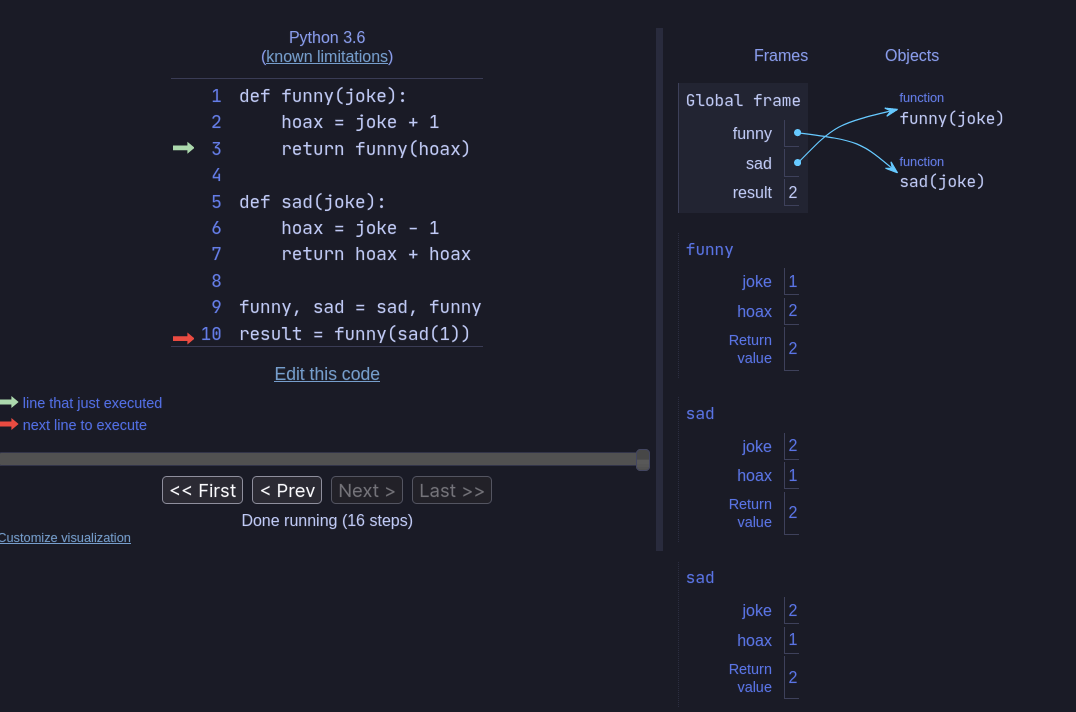 Python 3.6
(known limitations)
1 def funny(joke):
2     hoax = joke + 1
3     return funny(hoax)
4
5 def sad(joke):
6     hoax = joke - 1
7     return hoax + hoax
8
9 funny, sad = sad, funny
10 result = funny(sad(1))
Edit this code
line that just executed
next line to execute
<< First < Prev Next > Last >>
Done running (16 steps)
Customize visualization
Frames Objects
Global frame
funny
sad
result 2
function
funny(joke)
function
sad(joke)
funny
joke 1
hoax 2
Return
value 2
sad
joke 2
hoax 1
Return
value 2
sad
joke 2
hoax 1
Return
value 2